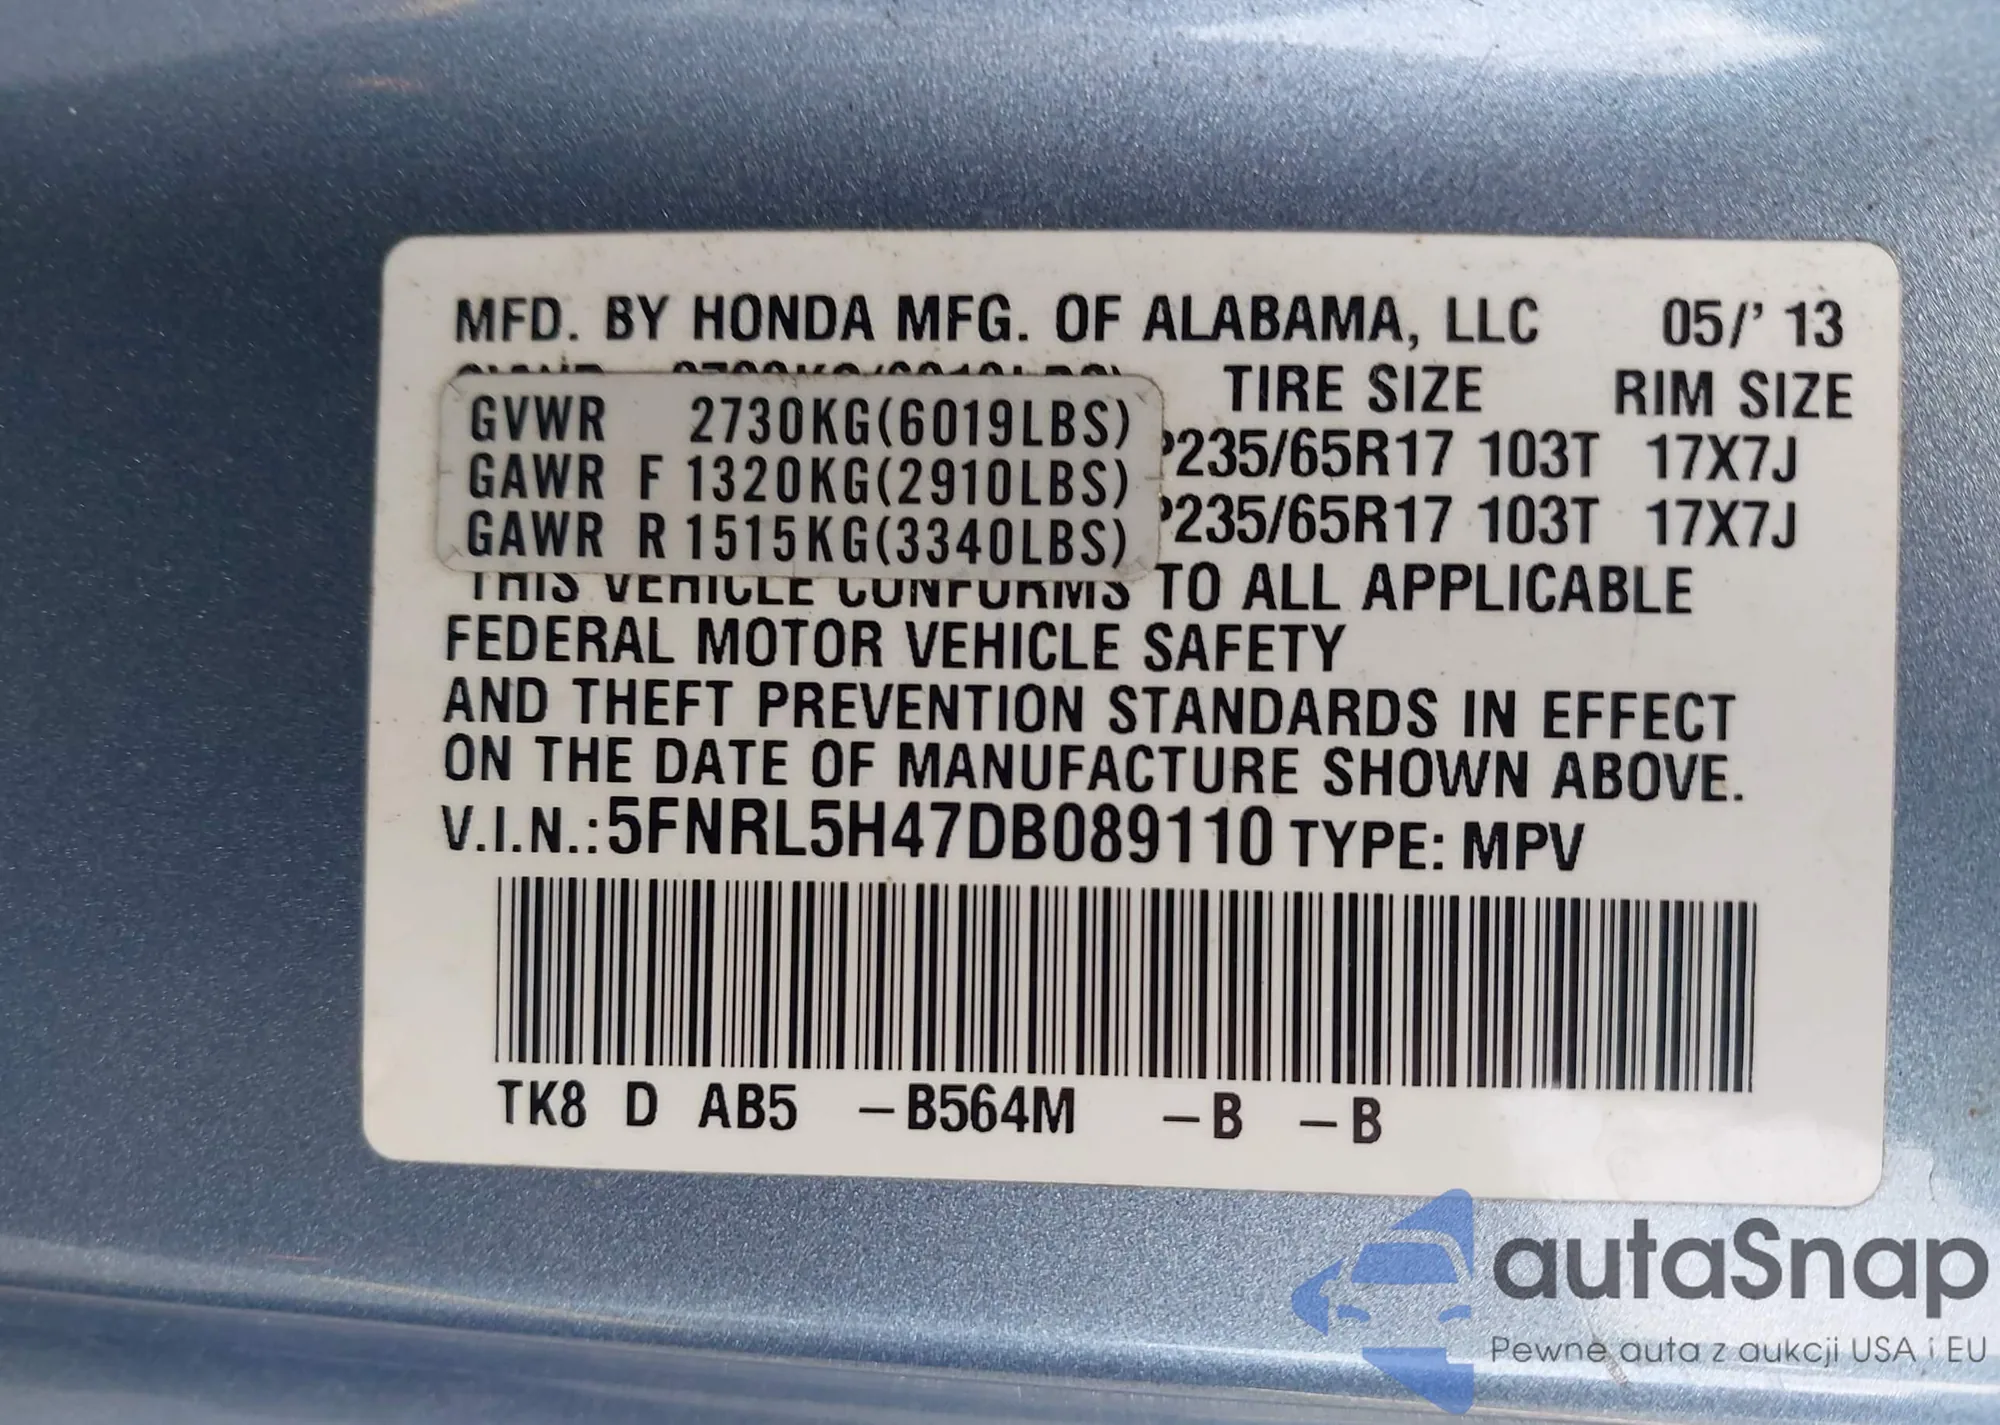 MFD. BY HONDA MFG. OF ALABAMA, LLC 05/' 13
TIRE SIZE RIM SIZE
GVWR 2730KG(6019LBS)
GAWR F 1320KG(2910LBS) P235/65R17 103T 17X7J
GAWR R 1515KG(3340LBS) P235/65R17 103T 17X7J
THIS VEHICLE CONFORMS TO ALL APPLICABLE
FEDERAL MOTOR VEHICLE SAFETY
AND THEFT PREVENTION STANDARDS IN EFFECT
ON THE DATE OF MANUFACTURE SHOWN ABOVE.
V.I.N.:5FNRL5H47DB089110 TYPE: MPV
TK8 D AB5 –B564M –B –B
autaSnap
Pewne auta z aukcji USA i EU